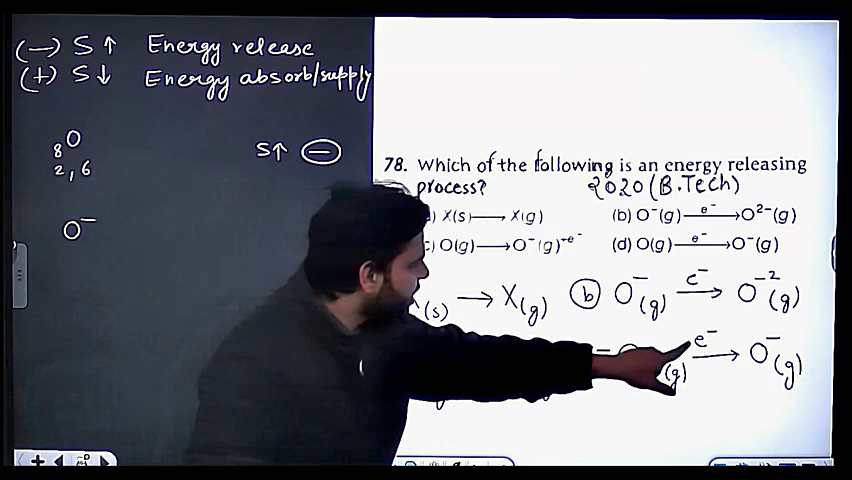 (−) S ↑ Energy release
(+) S ↓ Energy absorb/supply
₈O
2, 6
S↑ (−)
O⁻
78. Which of the following is an energy releasing
process?
2020 (B.Tech)
) X(s) ⟶ X(g)
(b) O⁻(g) —e⁻→ O²⁻(g)
) O(g) ⟶ O⁻(g)
(d) O(g) —e⁻→ O⁻(g)
(s) → X(g)
(b) O⁻(g) —e⁻→ O⁻²(g)
(g) —e⁻→ O⁻(g)